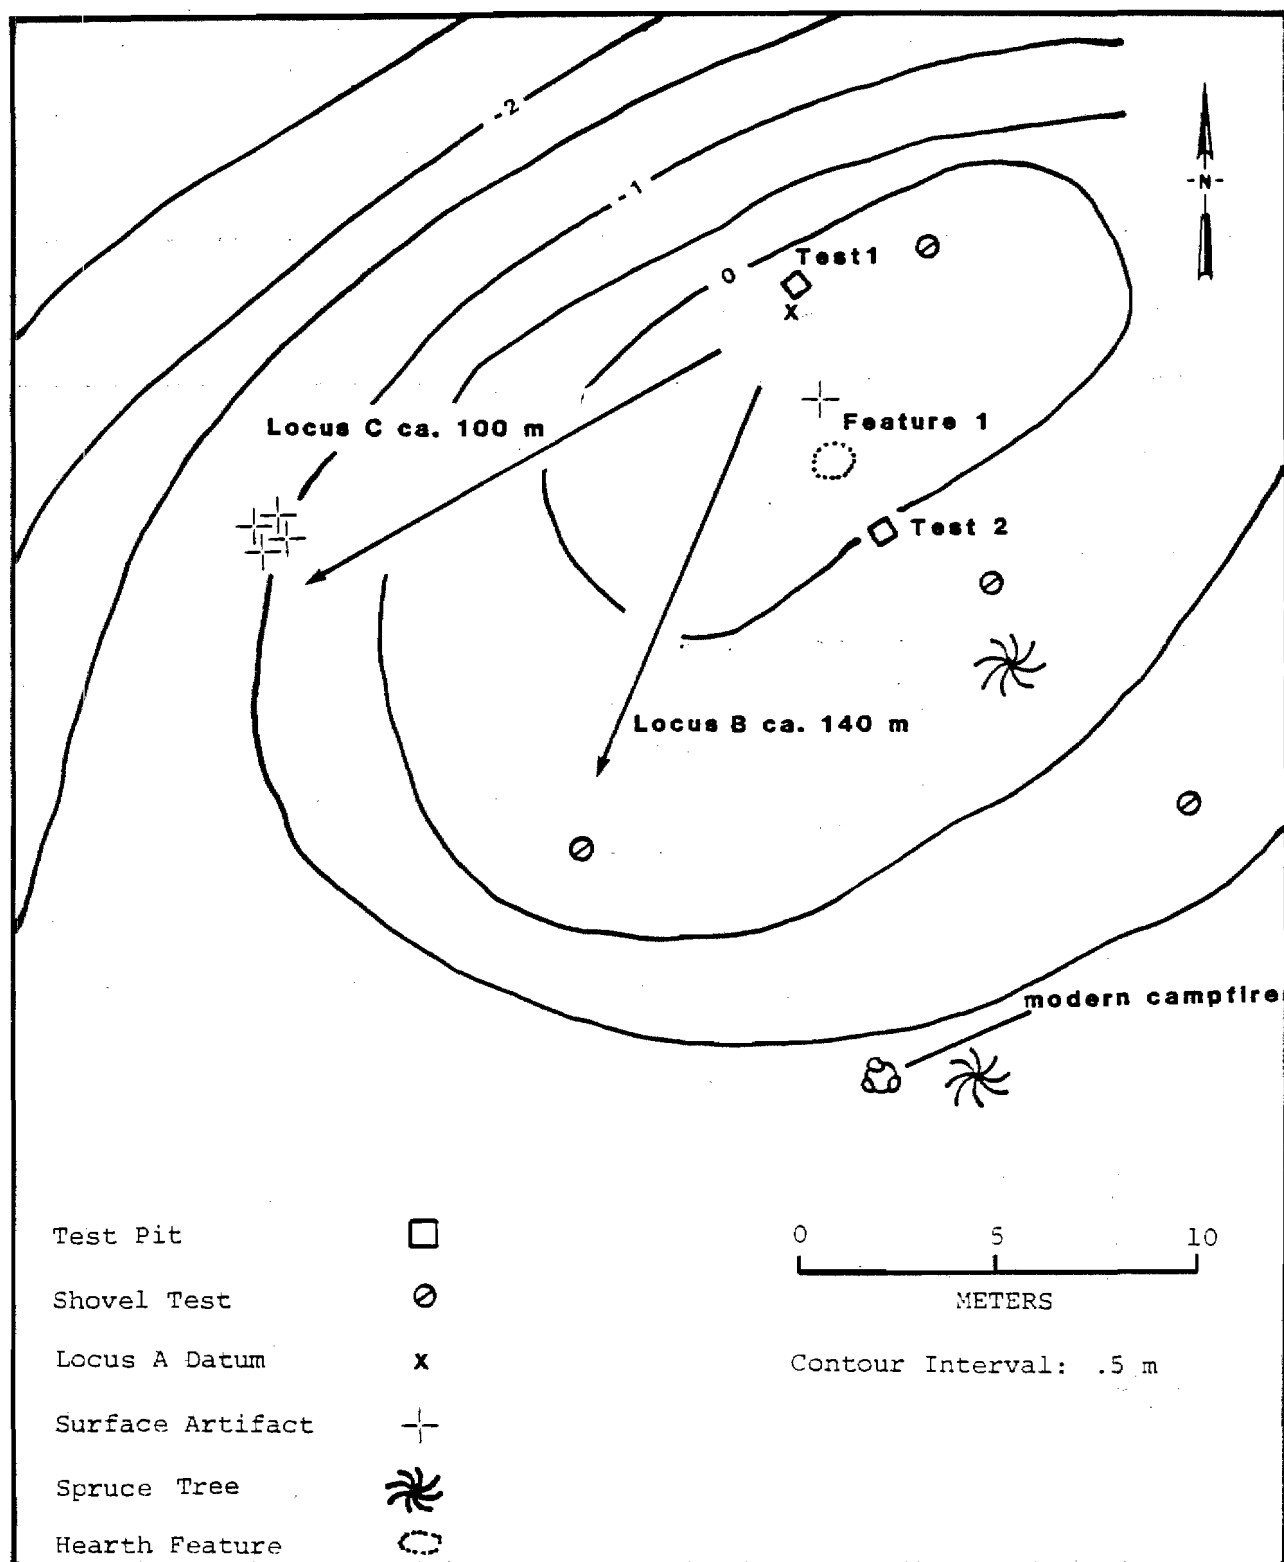 -2
-1
-N-
Test1
0
x
Locus C ca. 100 m
Feature 1
Test 2
Locus B ca. 140 m
modern campfire
Test Pit
0 5 10
Shovel Test
METERS
Locus A Datum x
Contour Interval: .5 m
Surface Artifact
Spruce Tree
Hearth Feature